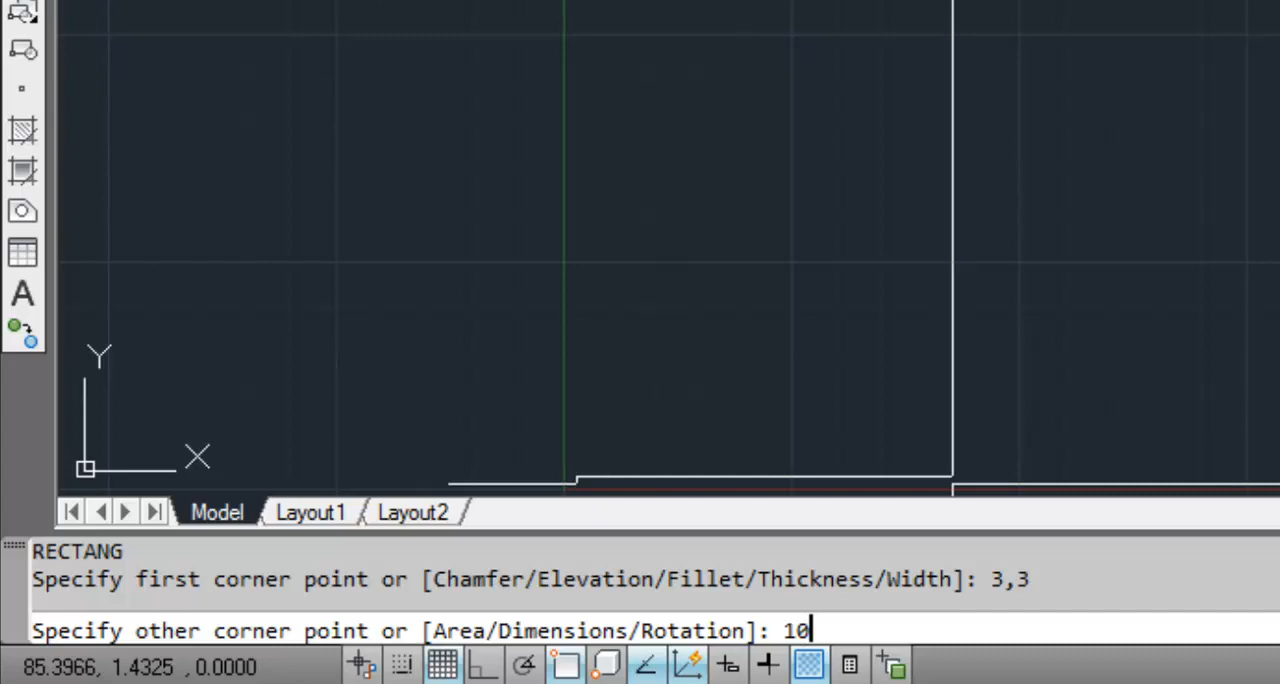 A
Y
X
Model Layout1 Layout2
RECTANG
Specify first corner point or [Chamfer/Elevation/Fillet/Thickness/Width]: 3,3
Specify other corner point or [Area/Dimensions/Rotation]: 10
85.3966, 1.4325 , 0.0000